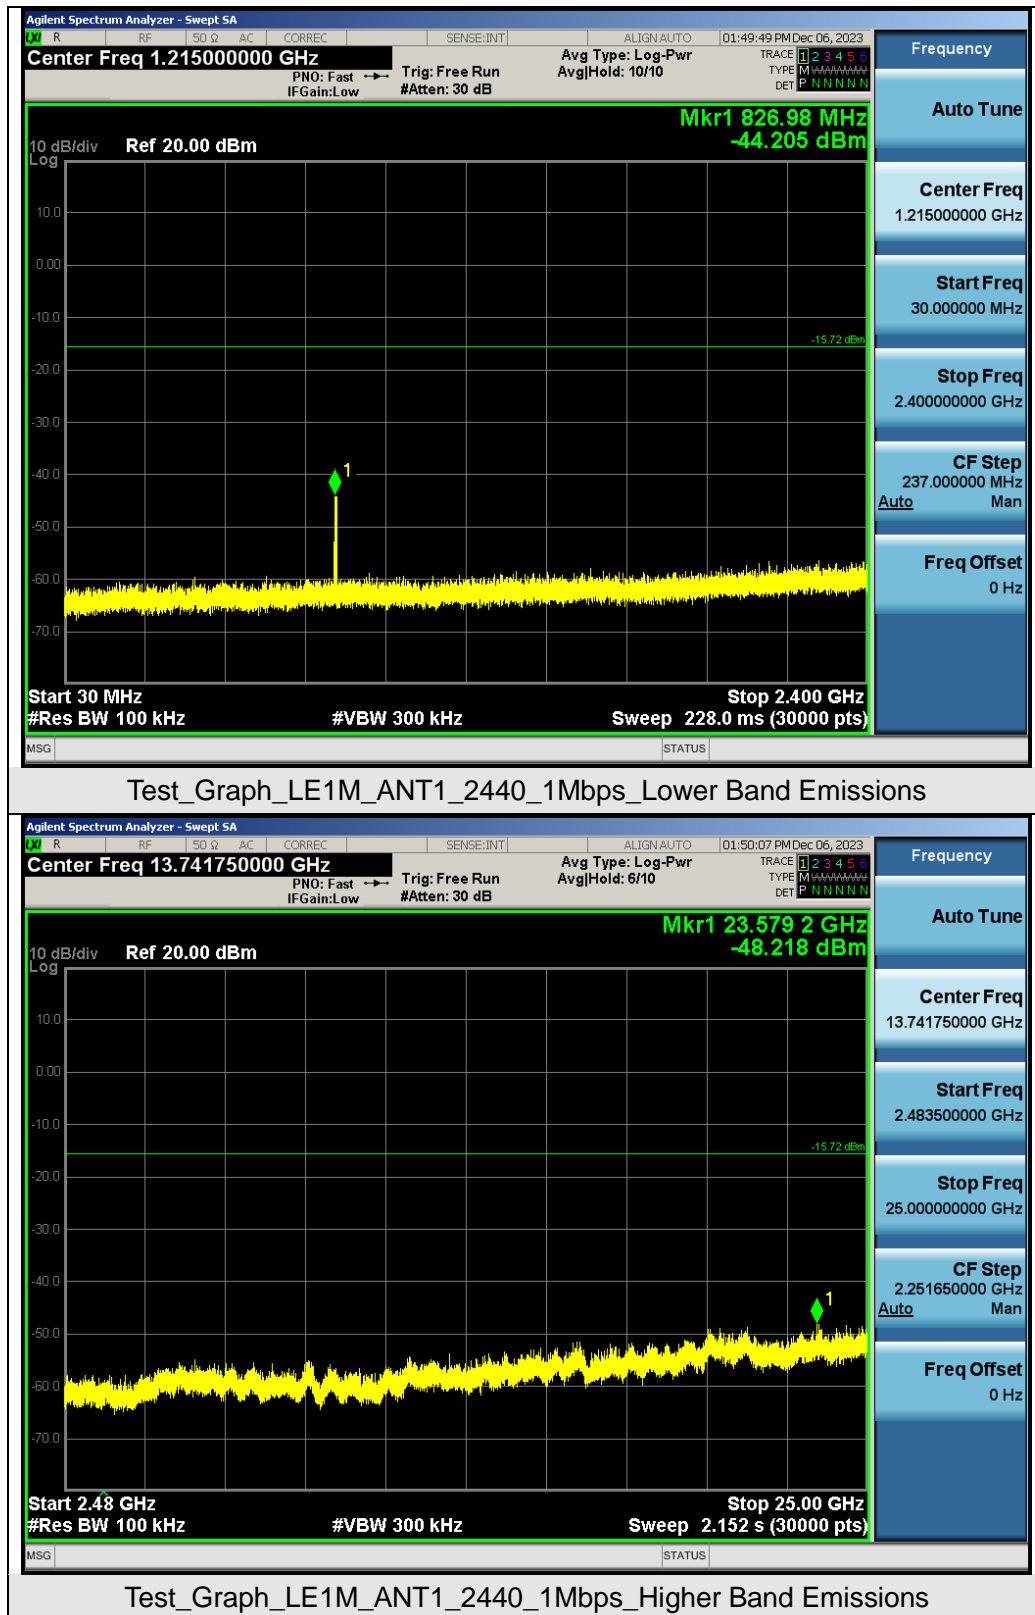 Agilent Spectrum Analyzer - Swept SA
LXI R RF 50 Ω AC CORREC SENSE:INT ALIGN AUTO 01:49:49 PM Dec 06, 2023
Center Freq 1.215000000 GHz
PNO: Fast
IFGain:Low
Trig: Free Run
#Atten: 30 dB
Avg Type: Log-Pwr
Avg|Hold: 10/10
TRACE 1 2 3 4 5 6
TYPE M
DET P N N N N N
Mkr1 826.98 MHz
-44.205 dBm
10 dB/div Ref 20.00 dBm
Log
10.0
0.00
-10.0
-15.72 dBm
-20.0
-30.0
-40.0
1
-50.0
-60.0
-70.0
Start 30 MHz Stop 2.400 GHz
#Res BW 100 kHz #VBW 300 kHz Sweep 228.0 ms (30000 pts)
MSG STATUS
Frequency
Auto Tune
Center Freq
1.215000000 GHz
Start Freq
30.000000 MHz
Stop Freq
2.400000000 GHz
CF Step
237.000000 MHz
Auto Man
Freq Offset
0 Hz
Test_Graph_LE1M_ANT1_2440_1Mbps_Lower Band Emissions
Agilent Spectrum Analyzer - Swept SA
LXI R RF 50 Ω AC CORREC SENSE:INT ALIGN AUTO 01:50:07 PM Dec 06, 2023
Center Freq 13.741750000 GHz
PNO: Fast
IFGain:Low
Trig: Free Run
#Atten: 30 dB
Avg Type: Log-Pwr
Avg|Hold: 6/10
TRACE 1 2 3 4 5 6
TYPE M
DET P N N N N N
Mkr1 23.579 2 GHz
-48.218 dBm
10 dB/div Ref 20.00 dBm
Log
10.0
0.00
-10.0
-15.72 dBm
-20.0
-30.0
-40.0
1
-50.0
-60.0
-70.0
Start 2.48 GHz Stop 25.00 GHz
#Res BW 100 kHz #VBW 300 kHz Sweep 2.152 s (30000 pts)
MSG STATUS
Frequency
Auto Tune
Center Freq
13.741750000 GHz
Start Freq
2.483500000 GHz
Stop Freq
25.000000000 GHz
CF Step
2.251650000 GHz
Auto Man
Freq Offset
0 Hz
Test_Graph_LE1M_ANT1_2440_1Mbps_Higher Band Emissions